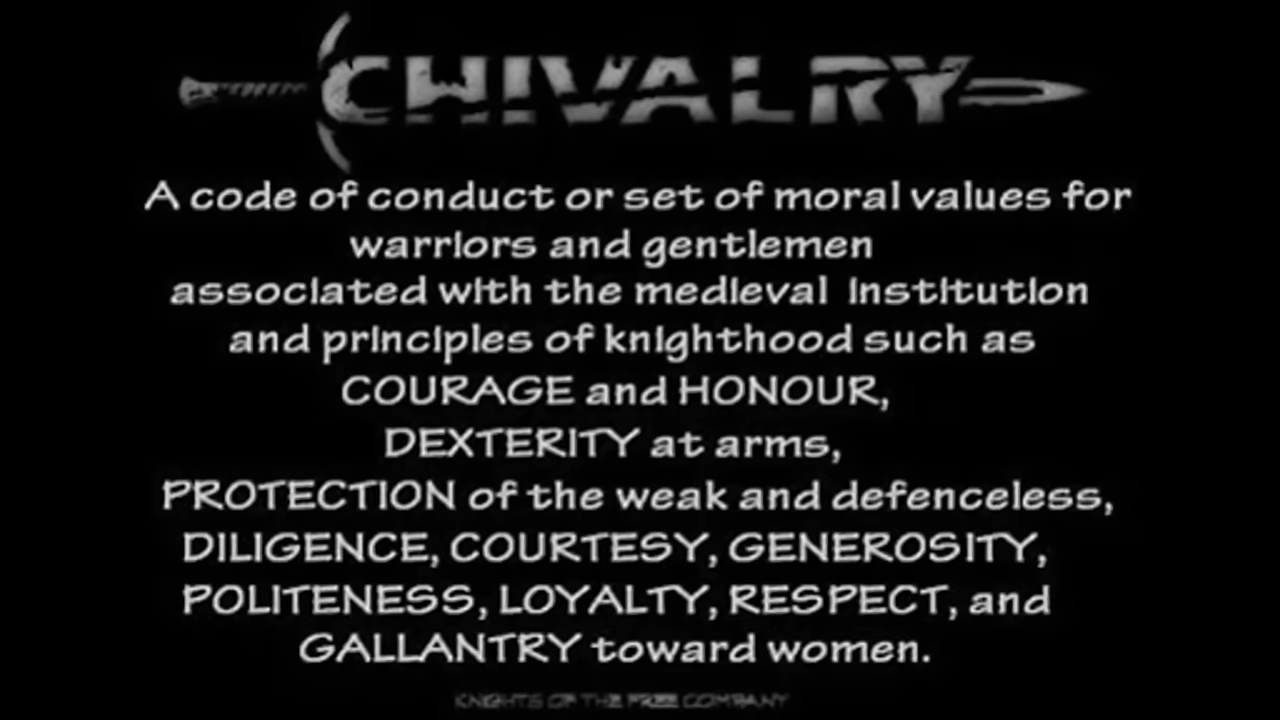 CHIVALRY
A code of conduct or set of moral values for
warriors and gentlemen
associated with the medieval institution
and principles of knighthood such as
COURAGE and HONOUR,
DEXTERITY at arms,
PROTECTION of the weak and defenceless,
DILIGENCE, COURTESY, GENEROSITY,
POLITENESS, LOYALTY, RESPECT, and
GALLANTRY toward women.
KNIGHTS OF THE FREE COMPANY